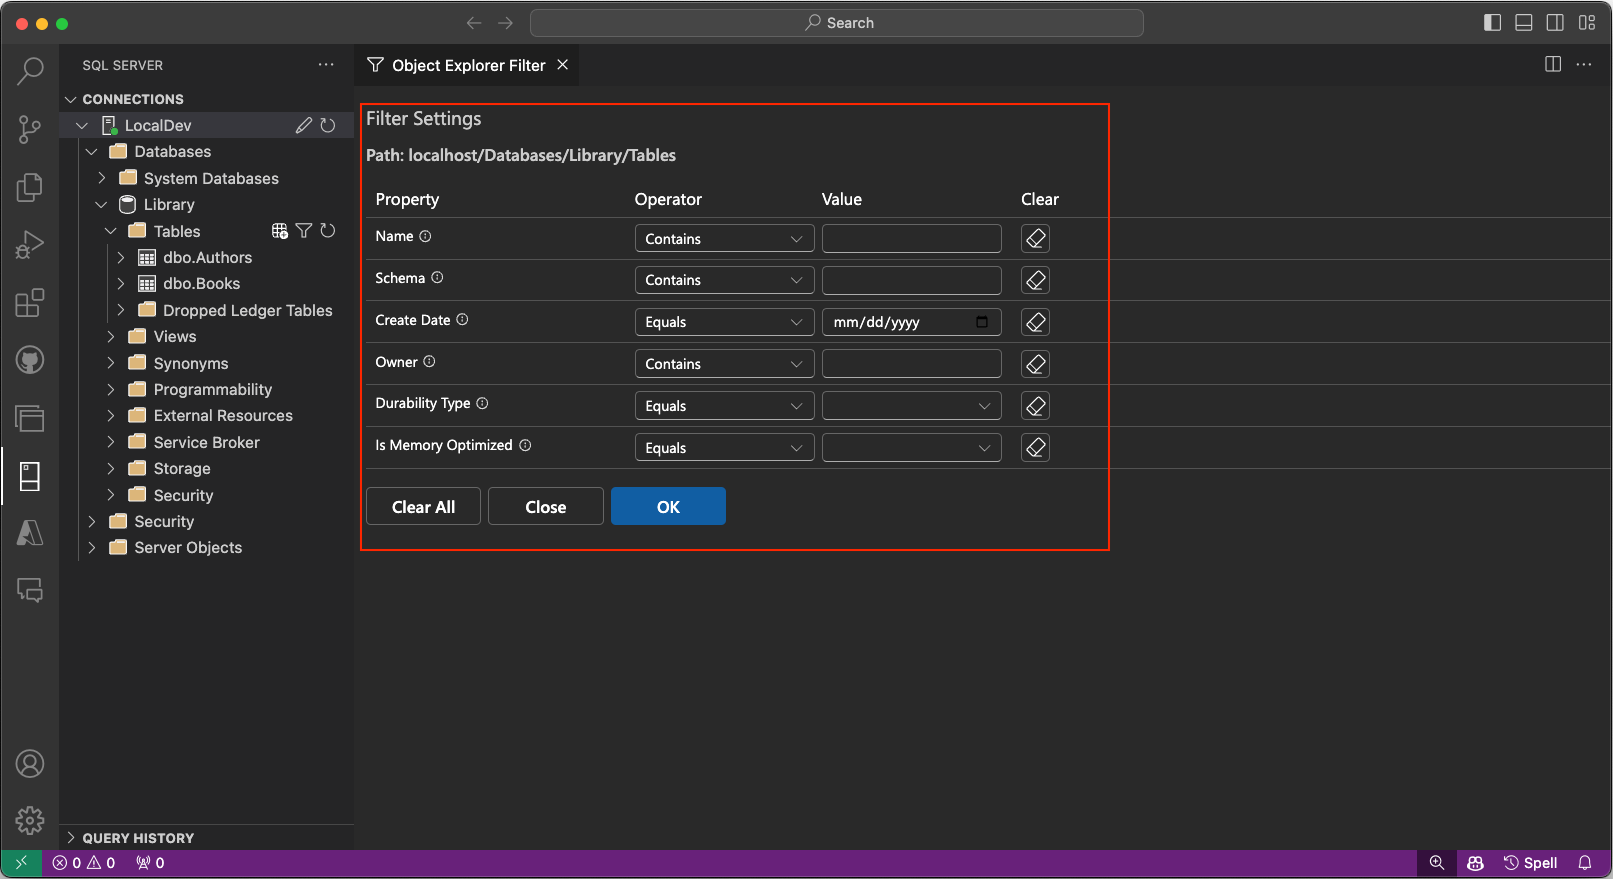 Search
SQL SERVER
Object Explorer Filter
CONNECTIONS
LocalDev
Databases
System Databases
Library
Tables
dbo.Authors
dbo.Books
Dropped Ledger Tables
Views
Synonyms
Programmability
External Resources
Service Broker
Storage
Security
Security
Server Objects
QUERY HISTORY
Filter Settings
Path: localhost/Databases/Library/Tables
Property Operator Value Clear
Name Contains
Schema Contains
Create Date Equals mm/dd/yyyy
Owner Contains
Durability Type Equals
Is Memory Optimized Equals
Clear All Close OK
0 0 0 Spell